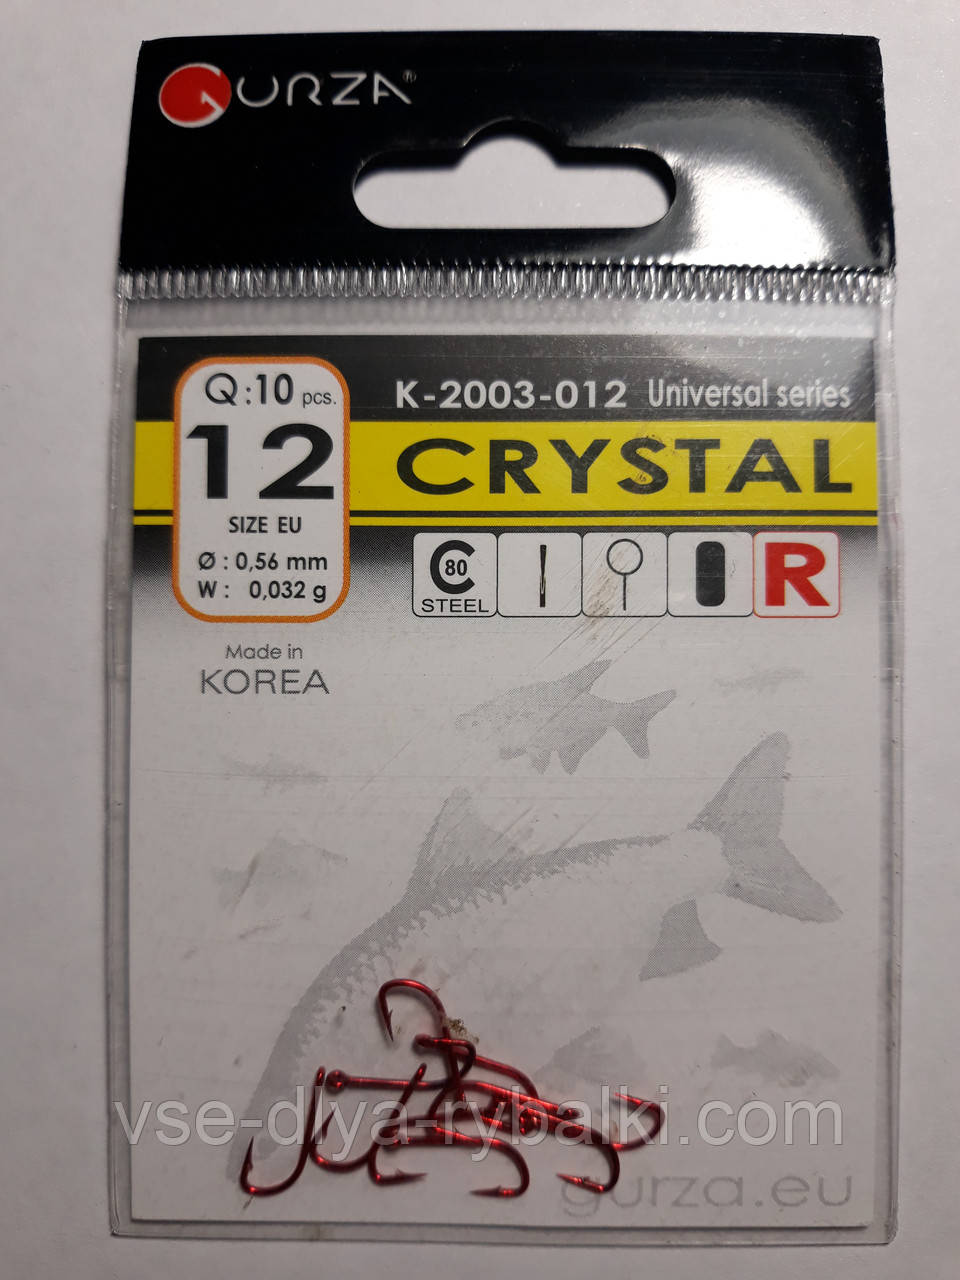 GURZA®
Q:10 pcs.
12
SIZE EU
Ø : 0,56 mm
W : 0,032 g
K-2003-012 Universal series
CRYSTAL
C 80
STEEL
R
Made in
KOREA
vse-dlya-rybalki.com
gurza.eu